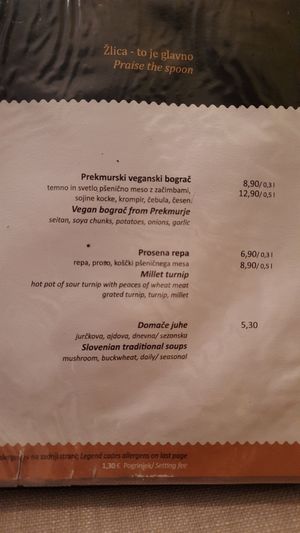 Žlica - to je glavno
Praise the spoon
Prekmurski veganski bograč
temno in svetlo pšenično meso z začimbami, 8,90/0,3 l
sojine kocke, krompir, čebula, česen. 12,90/0,5 l
Vegan bograč from Prekmurje
seitan, soya chunks, potatoes, onions, garlic
Prosena repa 6,90/0,3 l
repa, proso, koščki pšeničnega mesa 8,90/0,5 l
Millet turnip
hot pot of sour turnip with peaces of wheat meat
grated turnip, turnip, millet
Domače juhe 5,30
jurčkova, ajdova, dnevna/ sezonska
Slovenian traditional soups
mushroom, buckwheat, daily/ seasonal
na zadnji strani; Legend codes allergens on last page
1,30 € Pogrinjek/ Setting fee